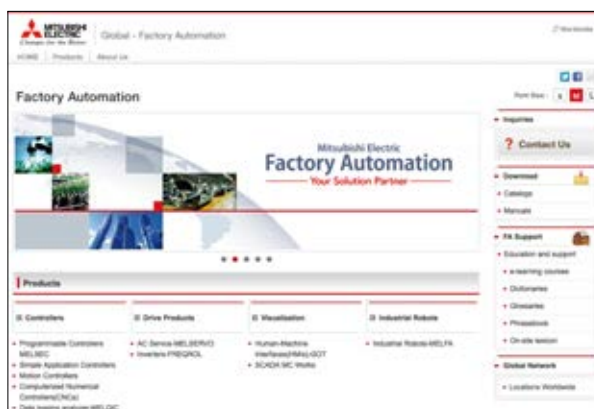 MITSUBISHI
ELECTRIC
Changes for the Better
Global - Factory Automation
Worldwide
HOME Products About Us
Font Size : S M L
Factory Automation
Mitsubishi Electric
Factory Automation
Your Solution Partner
Inquiries
? Contact Us
Download
Catalogs
Manuals
FA Support
Education and support
e-learning courses
Dictionaries
Glossaries
Phrasebook
On-site lesson
Global Network
Locations Worldwide
Products
Controllers
Programmable Controllers
MELSEC
Simple Application Controllers
Motion Controllers
Computerized Numerical
Controllers(CNCs)
Drive Products
AC Servos-MELSERVO
Inverters-FREQROL
Visualisation
Human-Machine
Interfaces(HMIs)-GOT
SCADA MC Works
Industrial Robots
Industrial Robots-MELFA